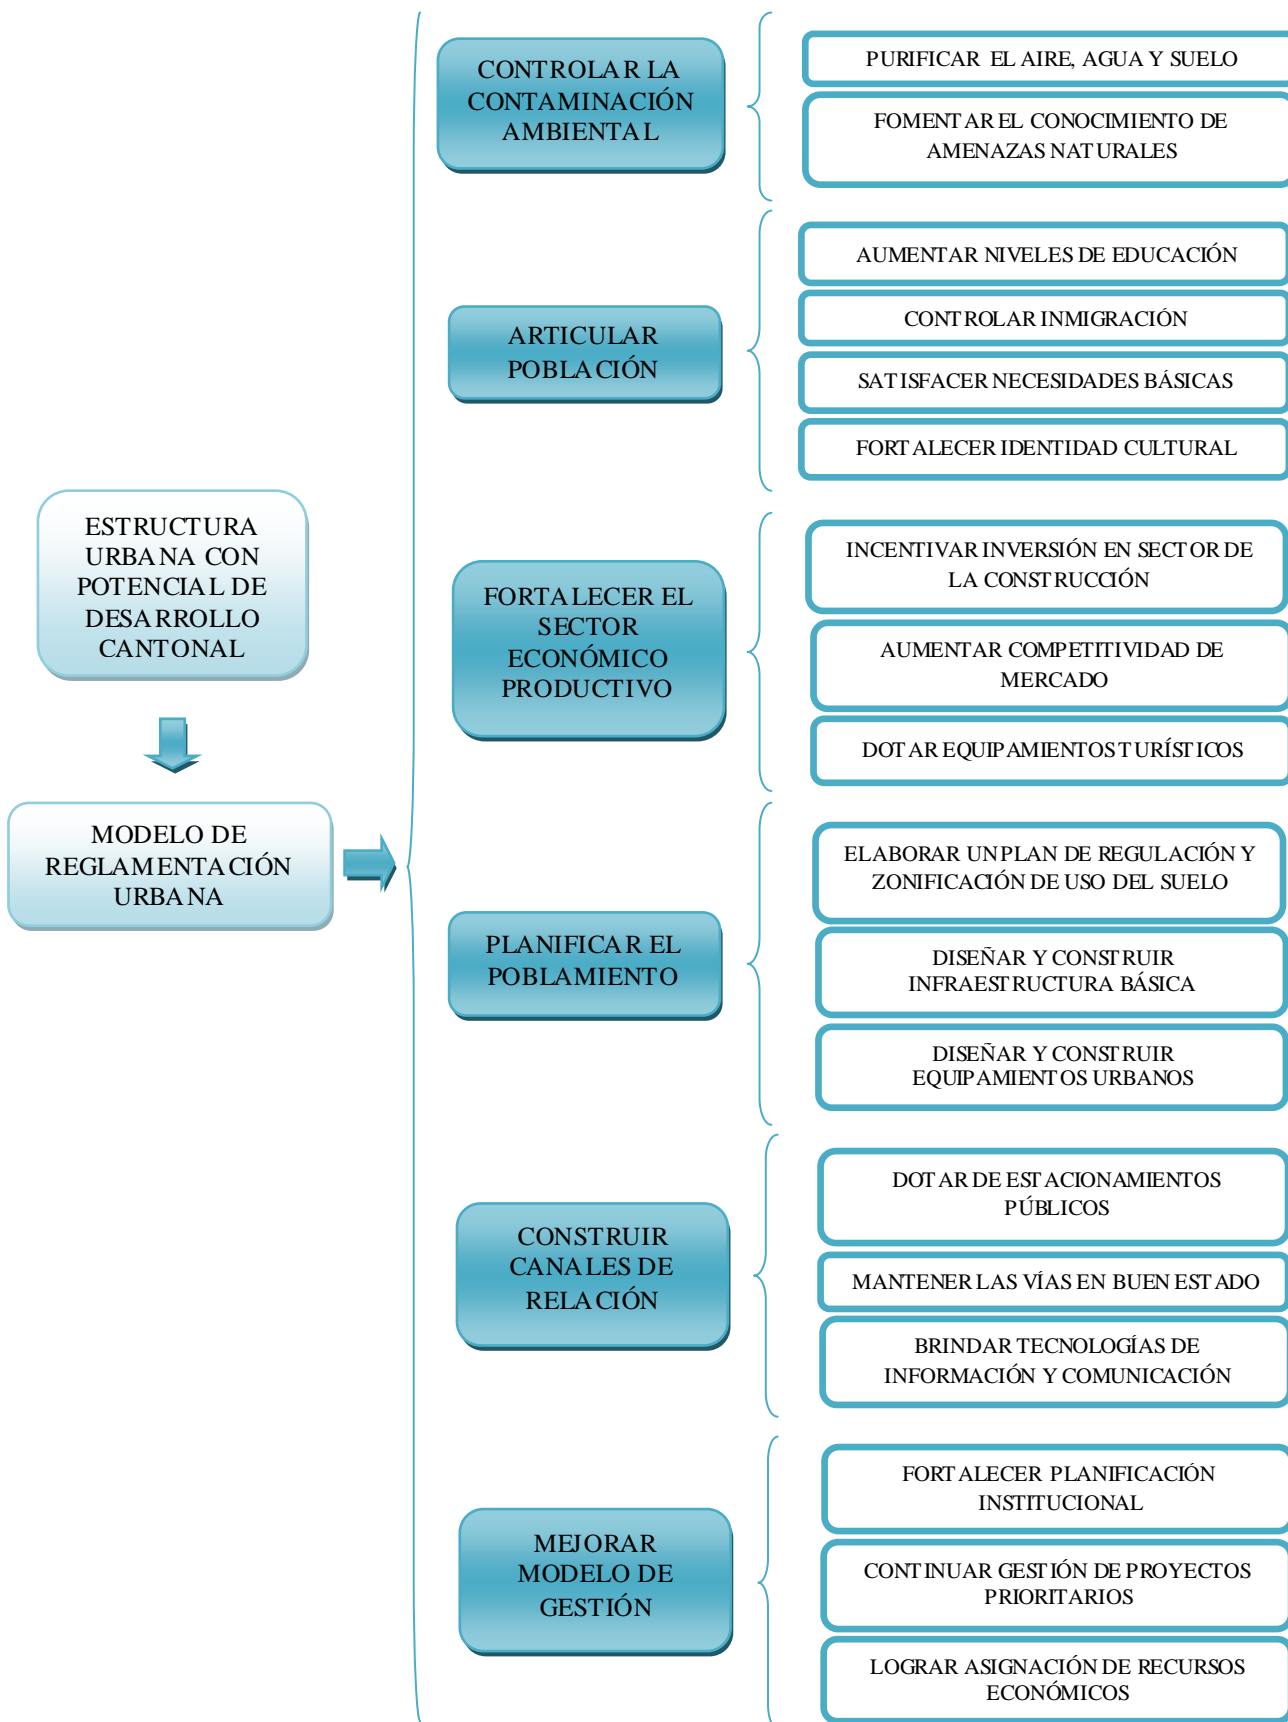 ESTRUCTURA
URBANA CON
POTENCIAL DE
DESARROLLO
CANTONAL
MODELO DE
REGLAMENTACIÓN
URBANA
CONTROLAR LA
CONTAMINACIÓN
AMBIENTAL
PURIFICAR EL AIRE, AGUA Y SUELO
FOMENTAR EL CONOCIMIENTO DE
AMENAZAS NATURALES
ARTICULAR
POBLACIÓN
AUMENTAR NIVELES DE EDUCACIÓN
CONTROLAR INMIGRACIÓN
SATISFACER NECESIDADES BÁSICAS
FORTALECER IDENTIDAD CULTURAL
FORTALECER EL
SECTOR
ECONÓMICO
PRODUCTIVO
INCENTIVAR INVERSIÓN EN SECTOR DE
LA CONSTRUCCIÓN
AUMENTAR COMPETITIVIDAD DE
MERCADO
DOTAR EQUIPAMIENTOS TURÍSTICOS
PLANIFICAR EL
POBLAMIENTO
ELABORAR UN PLAN DE REGULACIÓN Y
ZONIFICACIÓN DE USO DEL SUELO
DISEÑAR Y CONSTRUIR
INFRAESTRUCTURA BÁSICA
DISEÑAR Y CONSTRUIR
EQUIPAMIENTOS URBANOS
CONSTRUIR
CANALES DE
RELACIÓN
DOTAR DE ESTACIONAMIENTOS
PÚBLICOS
MANTENER LAS VÍAS EN BUEN ESTADO
BRINDAR TECNOLOGÍAS DE
INFORMACIÓN Y COMUNICACIÓN
MEJORAR
MODELO DE
GESTIÓN
FORTALECER PLANIFICACIÓN
INSTITUCIONAL
CONTINUAR GESTIÓN DE PROYECTOS
PRIORITARIOS
LOGRAR ASIGNACIÓN DE RECURSOS
ECONÓMICOS